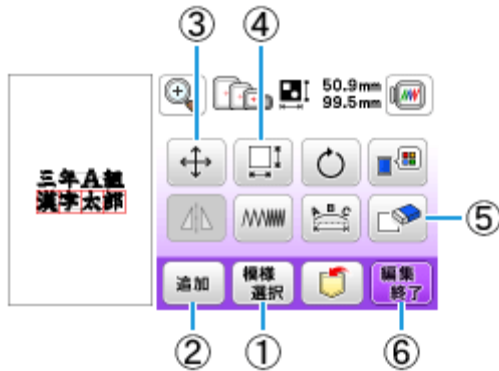 ③ ④
50.9mm
99.5mm
三年A組
漢字太郎
A B C
⑤
追加
模様
選択
編集
終了
② ① ⑥